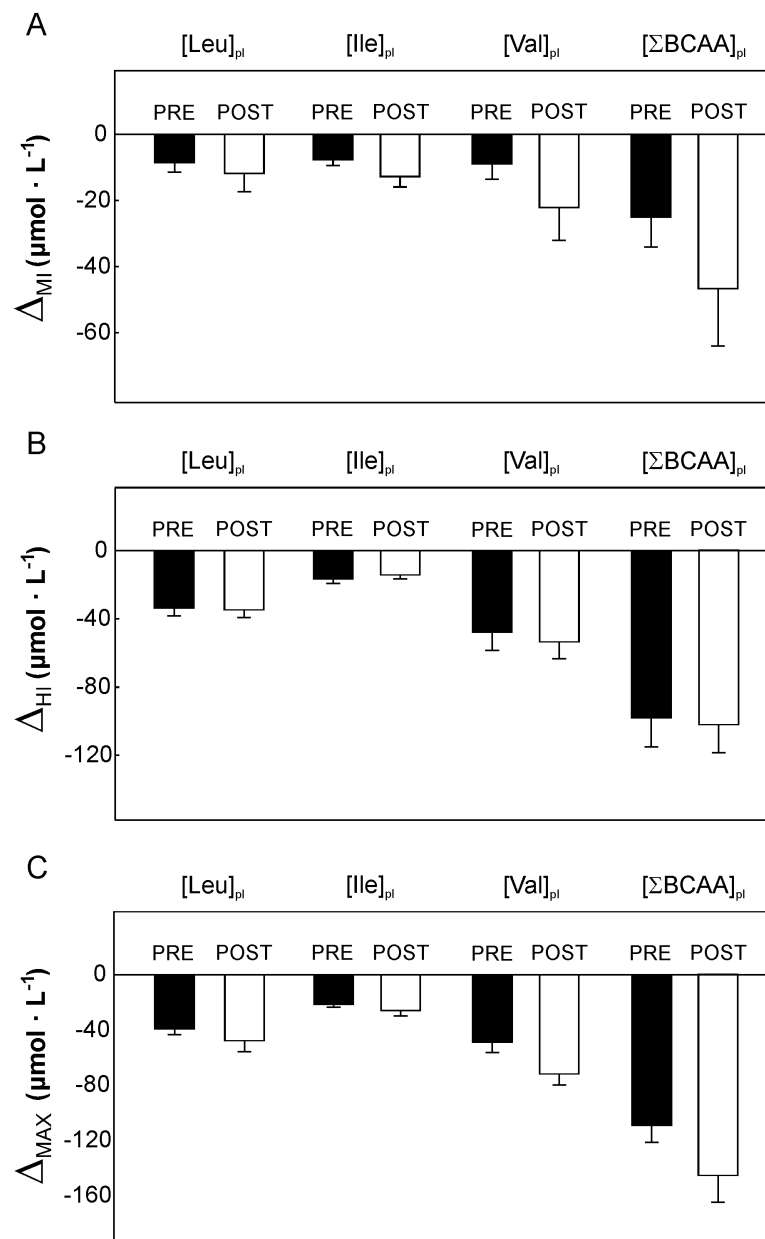 A
[Leu]pl [Ile]pl [Val]pl [ΣBCAA]pl
PRE POST PRE POST PRE POST PRE POST
0
-20
-40
-60
ΔMI (µmol · L-1)
B
[Leu]pl [Ile]pl [Val]pl [ΣBCAA]pl
PRE POST PRE POST PRE POST PRE POST
0
-40
-80
-120
ΔHI (µmol · L-1)
C
[Leu]pl [Ile]pl [Val]pl [ΣBCAA]pl
PRE POST PRE POST PRE POST PRE POST
0
-40
-80
-120
-160
ΔMAX (µmol · L-1)